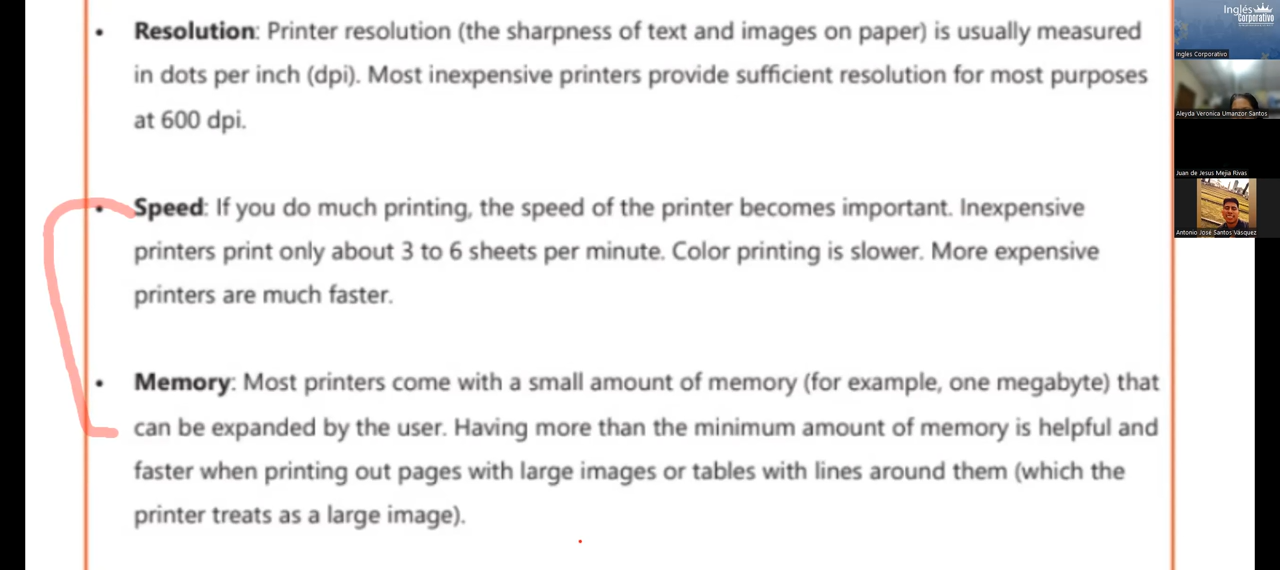 • Resolution: Printer resolution (the sharpness of text and images on paper) is usually measured
in dots per inch (dpi). Most inexpensive printers provide sufficient resolution for most purposes
at 600 dpi.
• Speed: If you do much printing, the speed of the printer becomes important. Inexpensive
printers print only about 3 to 6 sheets per minute. Color printing is slower. More expensive
printers are much faster.
• Memory: Most printers come with a small amount of memory (for example, one megabyte) that
can be expanded by the user. Having more than the minimum amount of memory is helpful and
faster when printing out pages with large images or tables with lines around them (which the
printer treats as a large image).
Inglés
Corporativo
Ingles Corporativo
Aleyda Veronica Umanzor Santos
Juan de Jesus Mejia Rivas
Antonio José Santos Vásquez